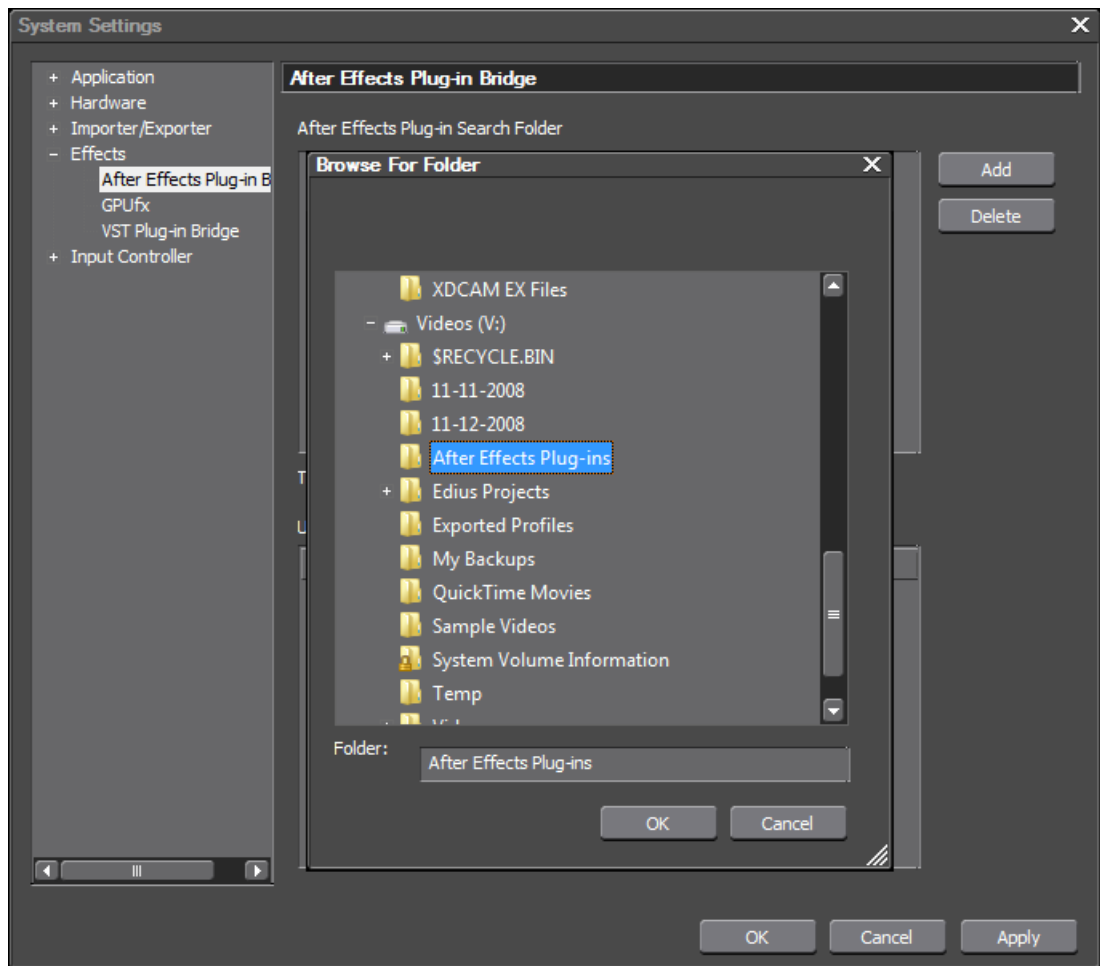 System Settings
Application
Hardware
Importer/Exporter
Effects
After Effects Plug-in B
GPUfx
VST Plug-in Bridge
Input Controller
After Effects Plug-in Bridge
After Effects Plug-in Search Folder
Add
Delete
Browse For Folder
XDCAM EX Files
Videos (V:)
$RECYCLE.BIN
11-11-2008
11-12-2008
After Effects Plug-ins
Edius Projects
Exported Profiles
My Backups
QuickTime Movies
Sample Videos
System Volume Information
Temp
Folder:
After Effects Plug-ins
OK Cancel
OK Cancel Apply